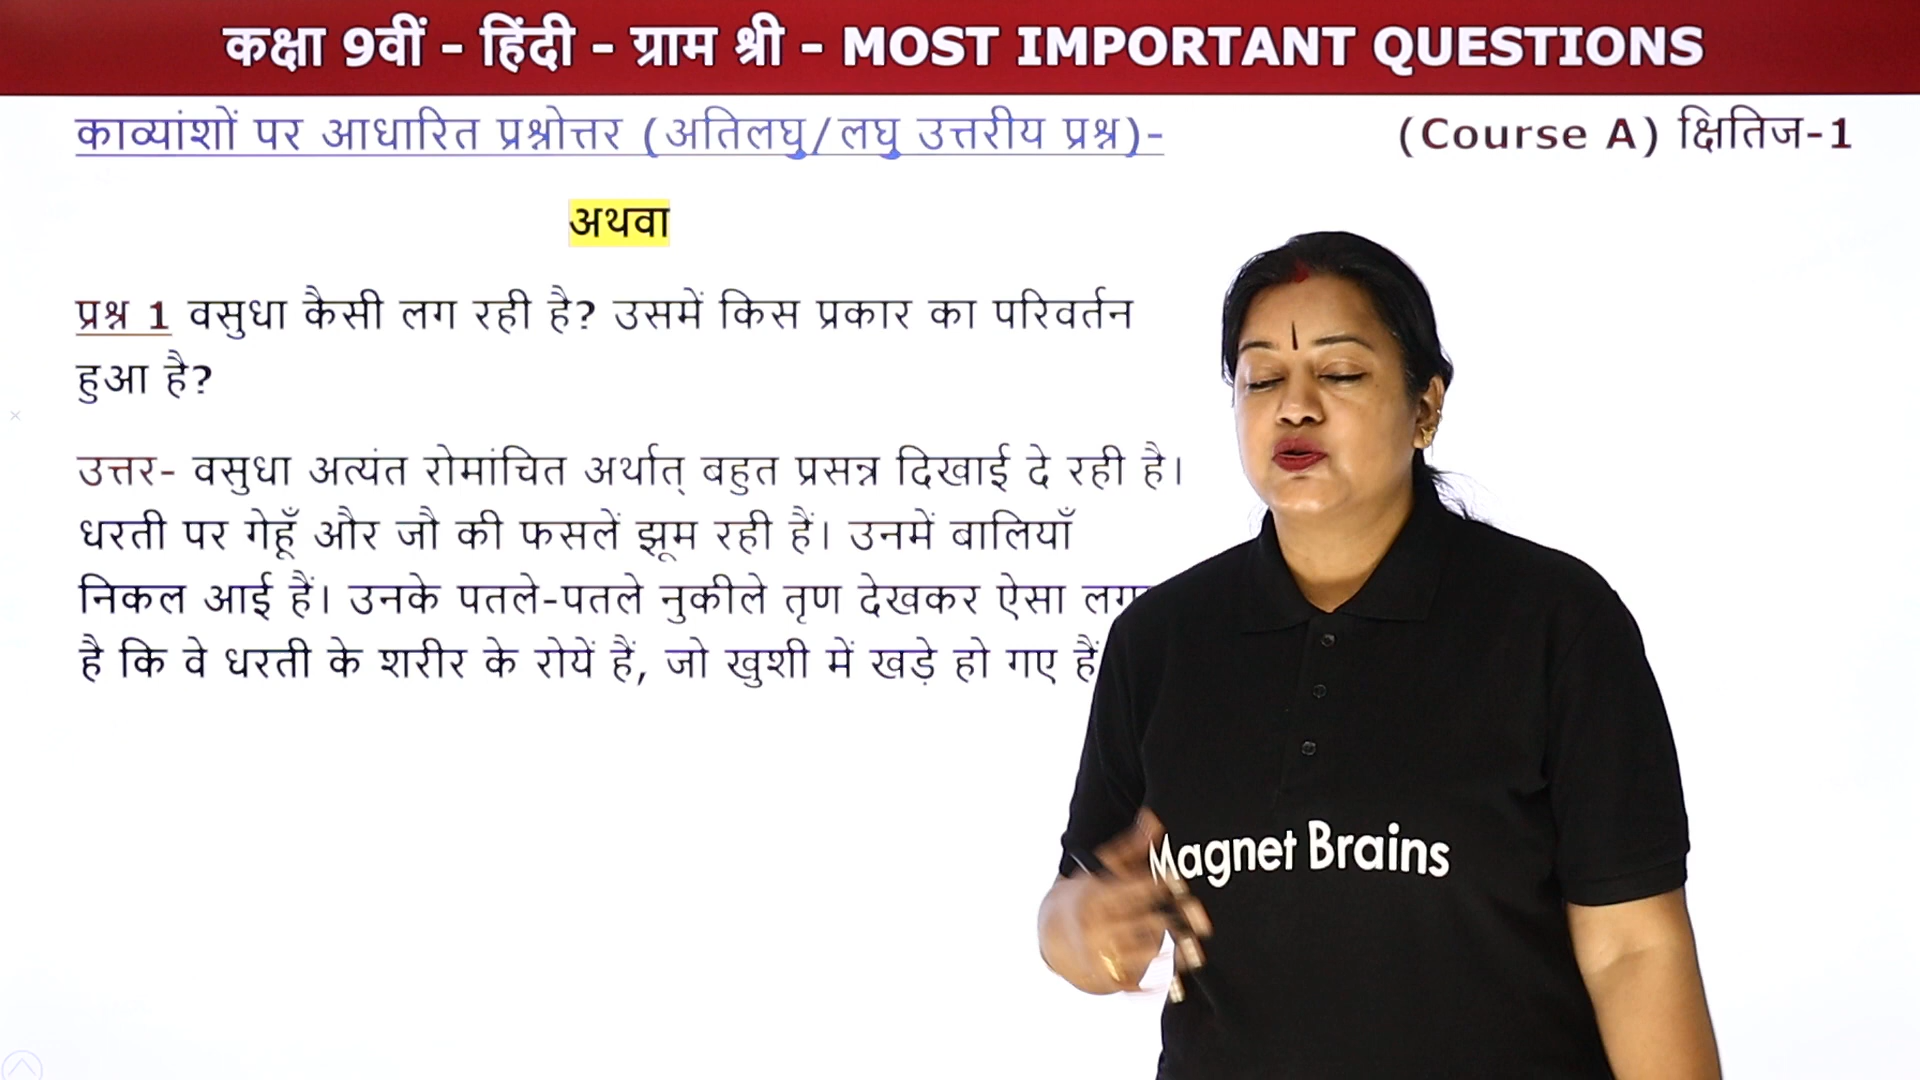 कक्षा 9वीं - हिंदी - ग्राम श्री - MOST IMPORTANT QUESTIONS
काव्यांशों पर आधारित प्रश्नोत्तर (अतिलघु/लघु उत्तरीय प्रश्न)-
(Course A) क्षितिज-1
अथवा
प्रश्न 1 वसुधा कैसी लग रही है? उसमें किस प्रकार का परिवर्तन
हुआ है?
उत्तर- वसुधा अत्यंत रोमांचित अर्थात् बहुत प्रसन्न दिखाई दे रही है।
धरती पर गेहूँ और जौ की फसलें झूम रही हैं। उनमें बालियाँ
निकल आई हैं। उनके पतले-पतले नुकीले तृण देखकर ऐसा
है कि वे धरती के शरीर के रोयें हैं, जो खुशी में खड़े हो गए हैं
Magnet Brains